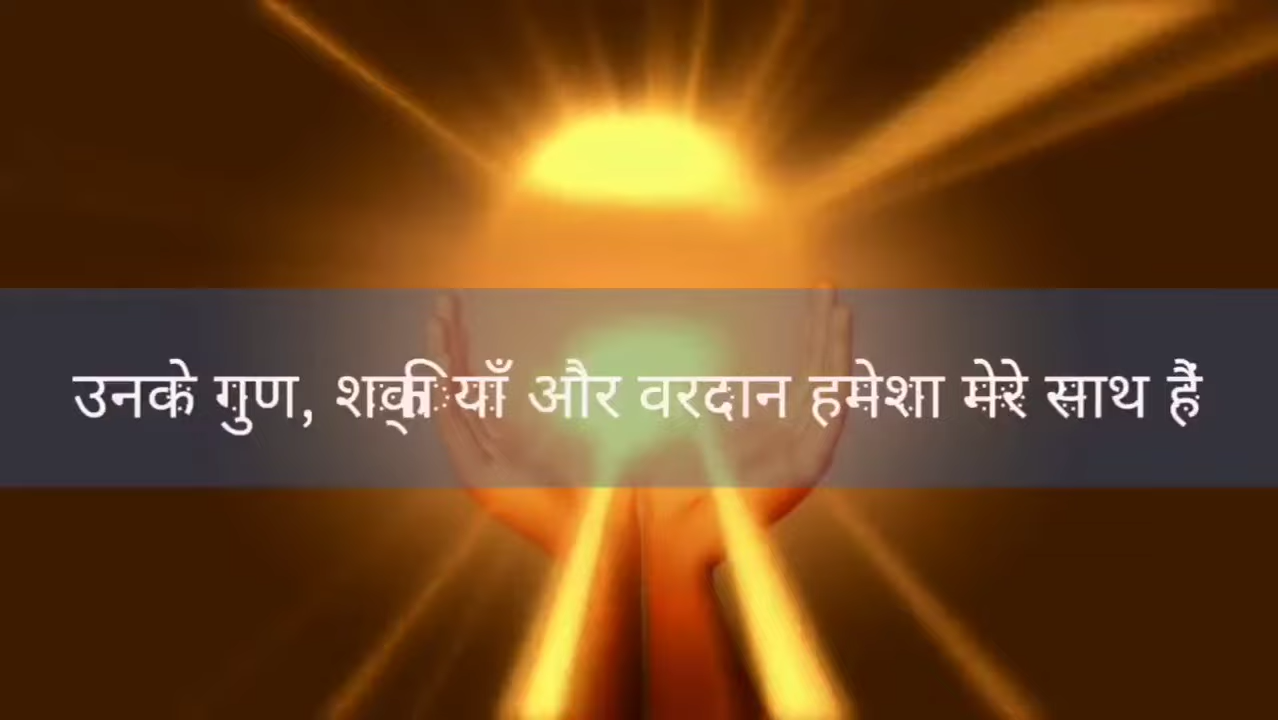 उनके गुण, शक्तियाँ और वरदान हमेशा मेरे साथ हैं